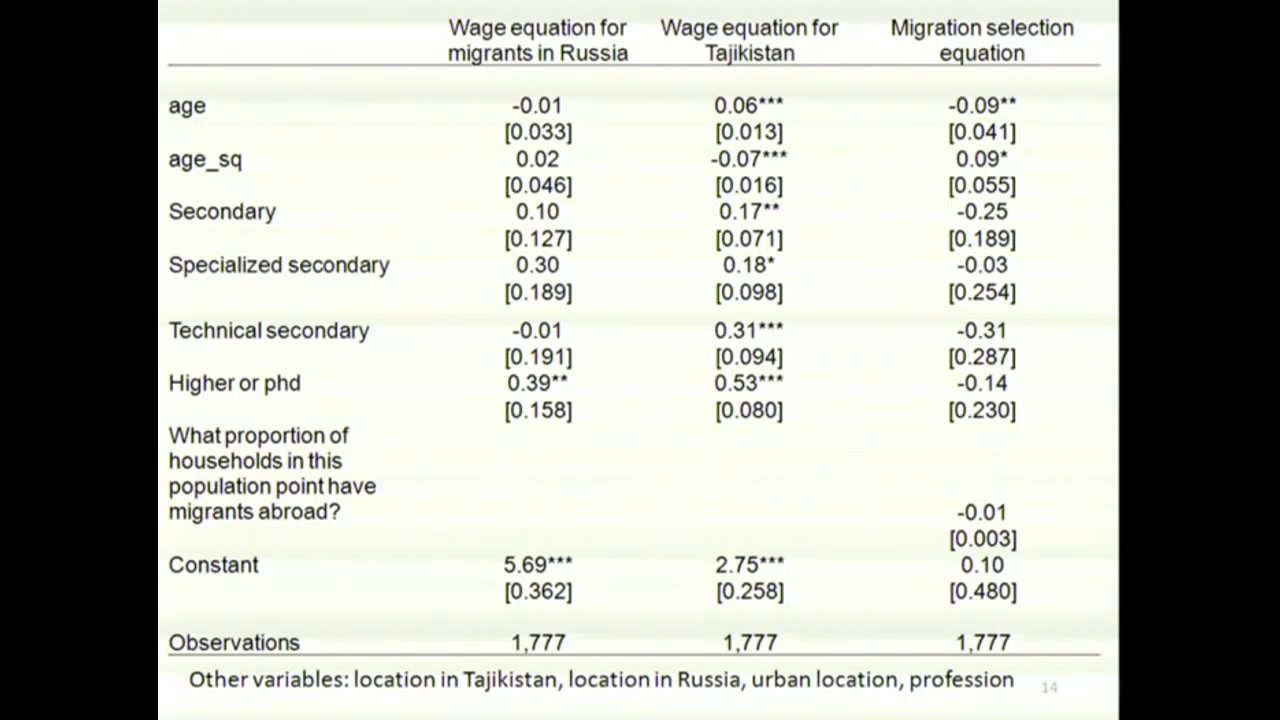 Wage equation for Wage equation for Migration selection
migrants in Russia Tajikistan equation
age -0.01 0.06*** -0.09**
[0.033] [0.013] [0.041]
age_sq 0.02 -0.07*** 0.09*
[0.046] [0.016] [0.055]
Secondary 0.10 0.17** -0.25
[0.127] [0.071] [0.189]
Specialized secondary 0.30 0.18* -0.03
[0.189] [0.098] [0.254]
Technical secondary -0.01 0.31*** -0.31
[0.191] [0.094] [0.287]
Higher or phd 0.39** 0.53*** -0.14
[0.158] [0.080] [0.230]
What proportion of
households in this
population point have
migrants abroad? -0.01
[0.003]
Constant 5.69*** 2.75*** 0.10
[0.362] [0.258] [0.480]
Observations 1,777 1,777 1,777
Other variables: location in Tajikistan, location in Russia, urban location, profession 14